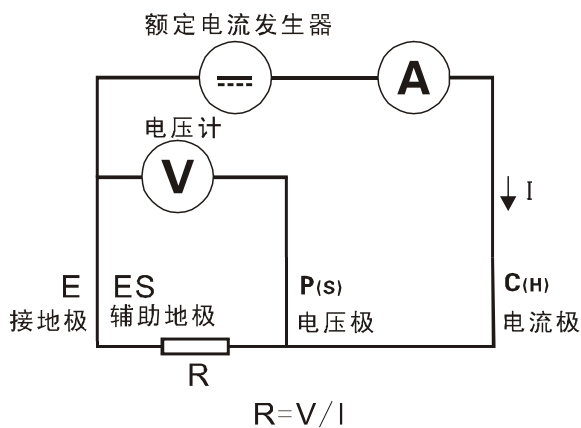 额定电流发生器
A
电压计
V
I
E
接地极
ES
辅助地极
P(S)
电压极
C(H)
电流极
R
R=V/I